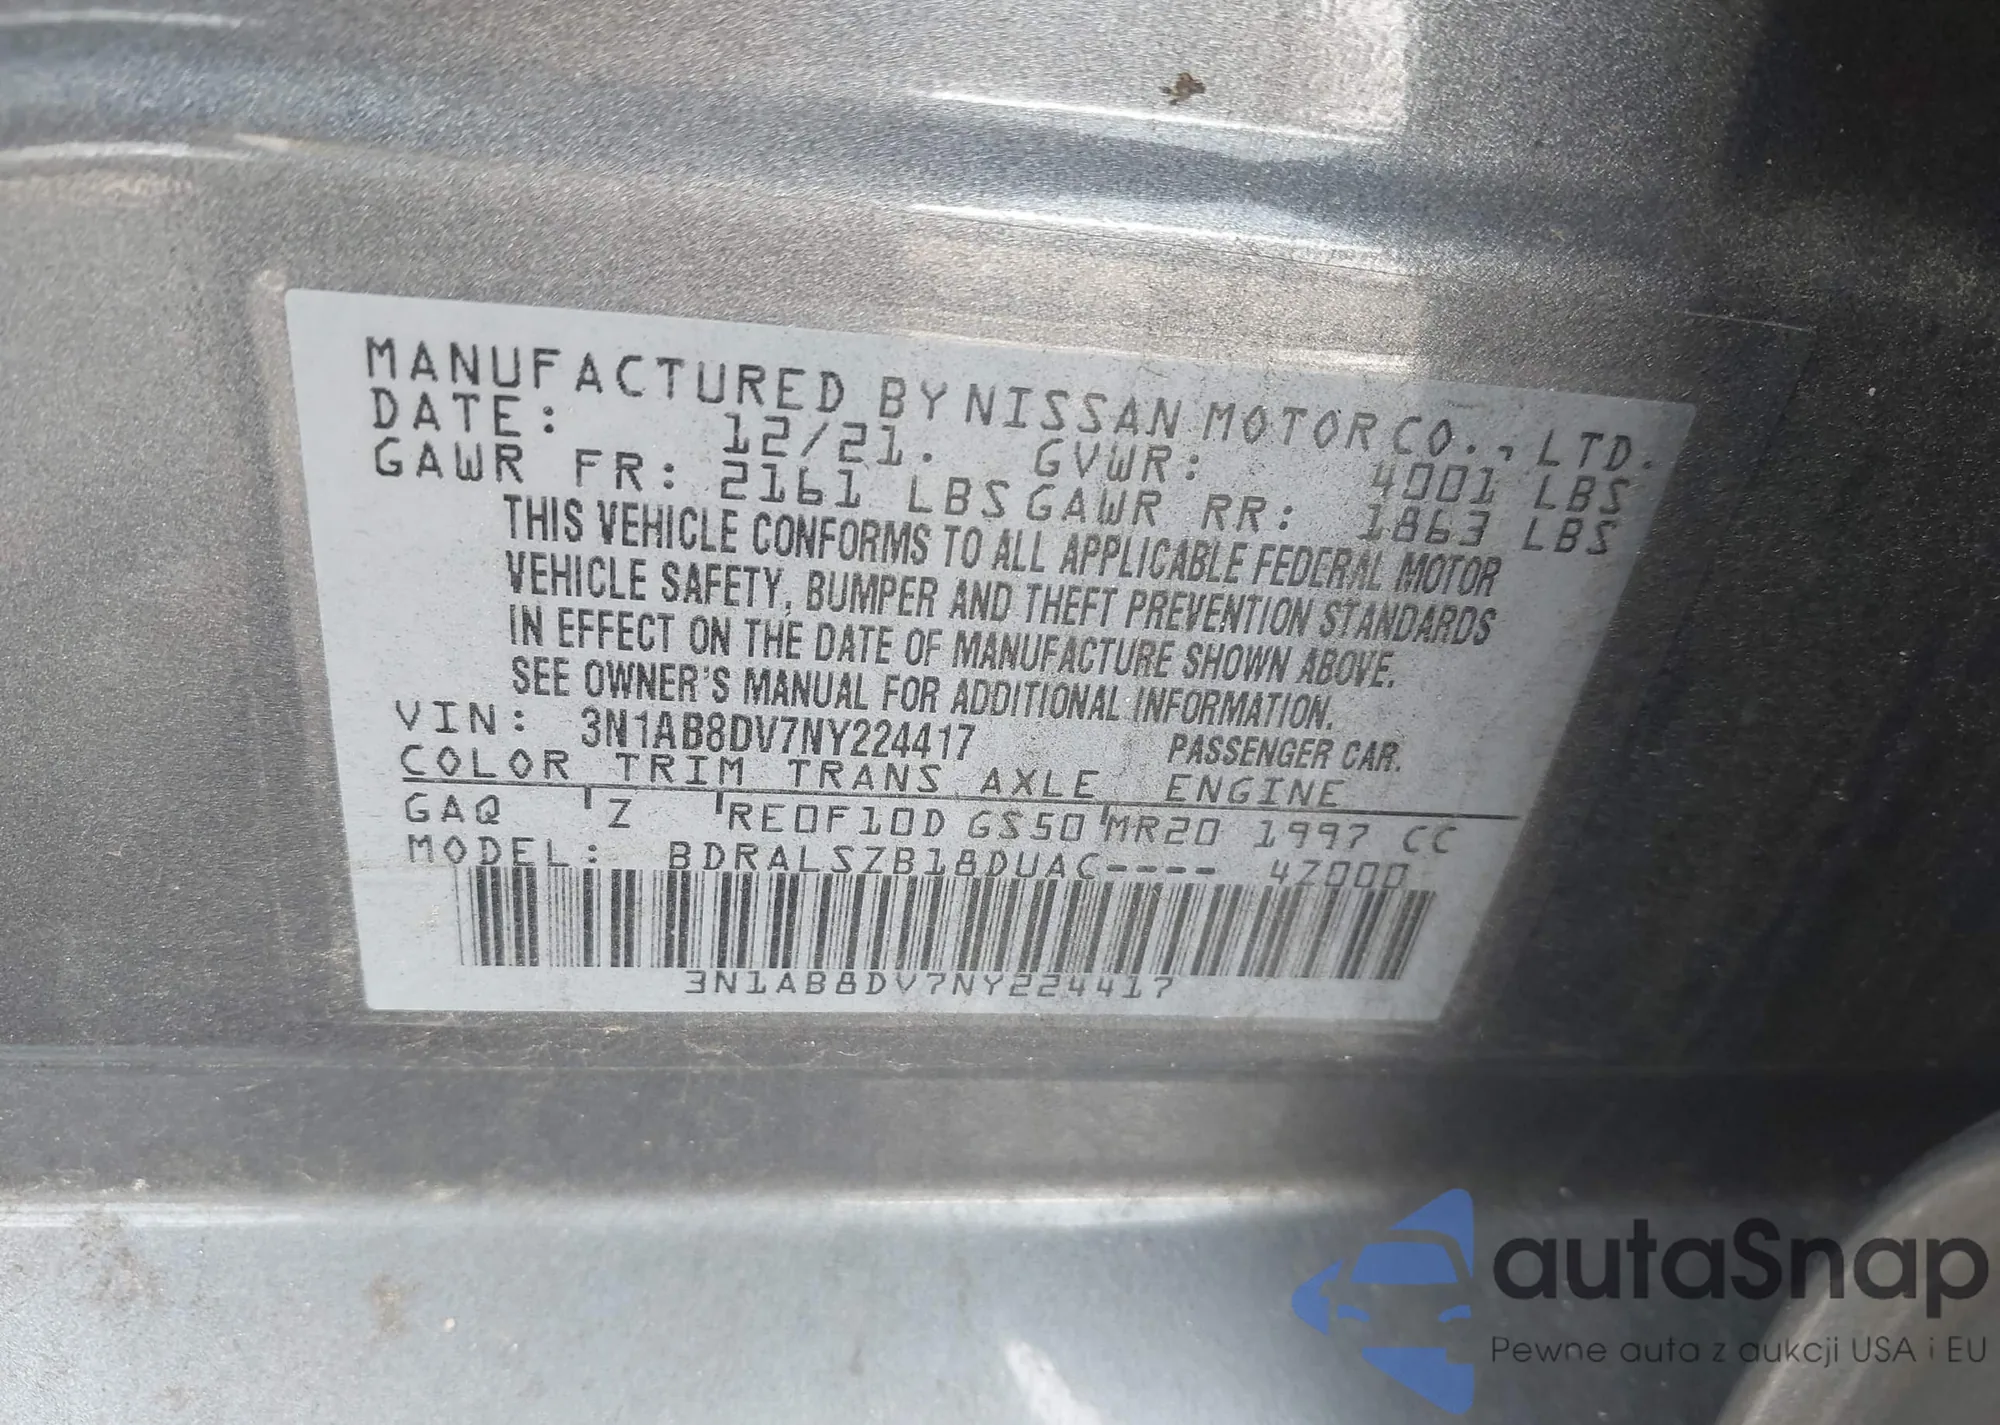 MANUFACTURED BY NISSAN MOTOR CO., LTD.
DATE: 12/21. GVWR: 4001 LBS
GAWR FR: 2161 LBS GAWR RR: 1863 LBS
THIS VEHICLE CONFORMS TO ALL APPLICABLE FEDERAL MOTOR
VEHICLE SAFETY, BUMPER AND THEFT PREVENTION STANDARDS
IN EFFECT ON THE DATE OF MANUFACTURE SHOWN ABOVE.
SEE OWNER'S MANUAL FOR ADDITIONAL INFORMATION.
VIN: 3N1AB8DV7NY224417 PASSENGER CAR.
COLOR TRIM TRANS AXLE ENGINE
GAQ Z RE0F10D GS50 MR20 1997 CC
MODEL: BDRALSZB18DUAC---- 4Z000
3N1AB8DV7NY224417
autaSnap
Pewne auta z aukcji USA i EU